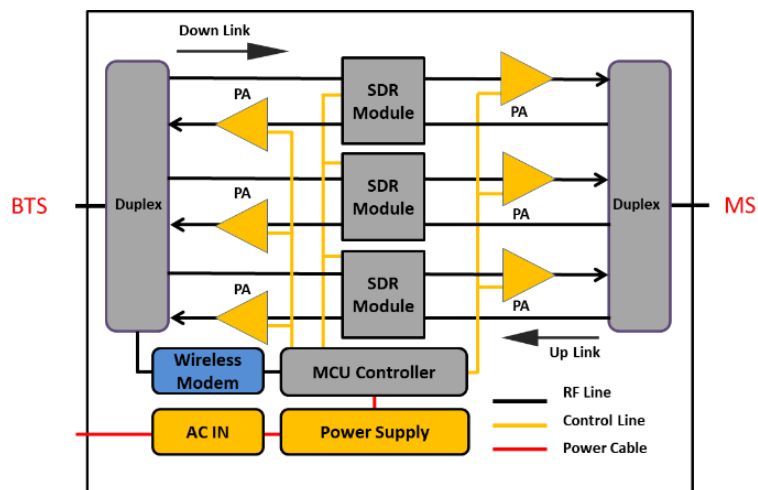 Down Link
PA
SDR
Module
PA
BTS
Duplex
PA
SDR
Module
PA
Duplex
MS
PA
SDR
Module
PA
Up Link
Wireless
Modem
MCU Controller
RF Line
AC IN
Power Supply
Control Line
Power Cable